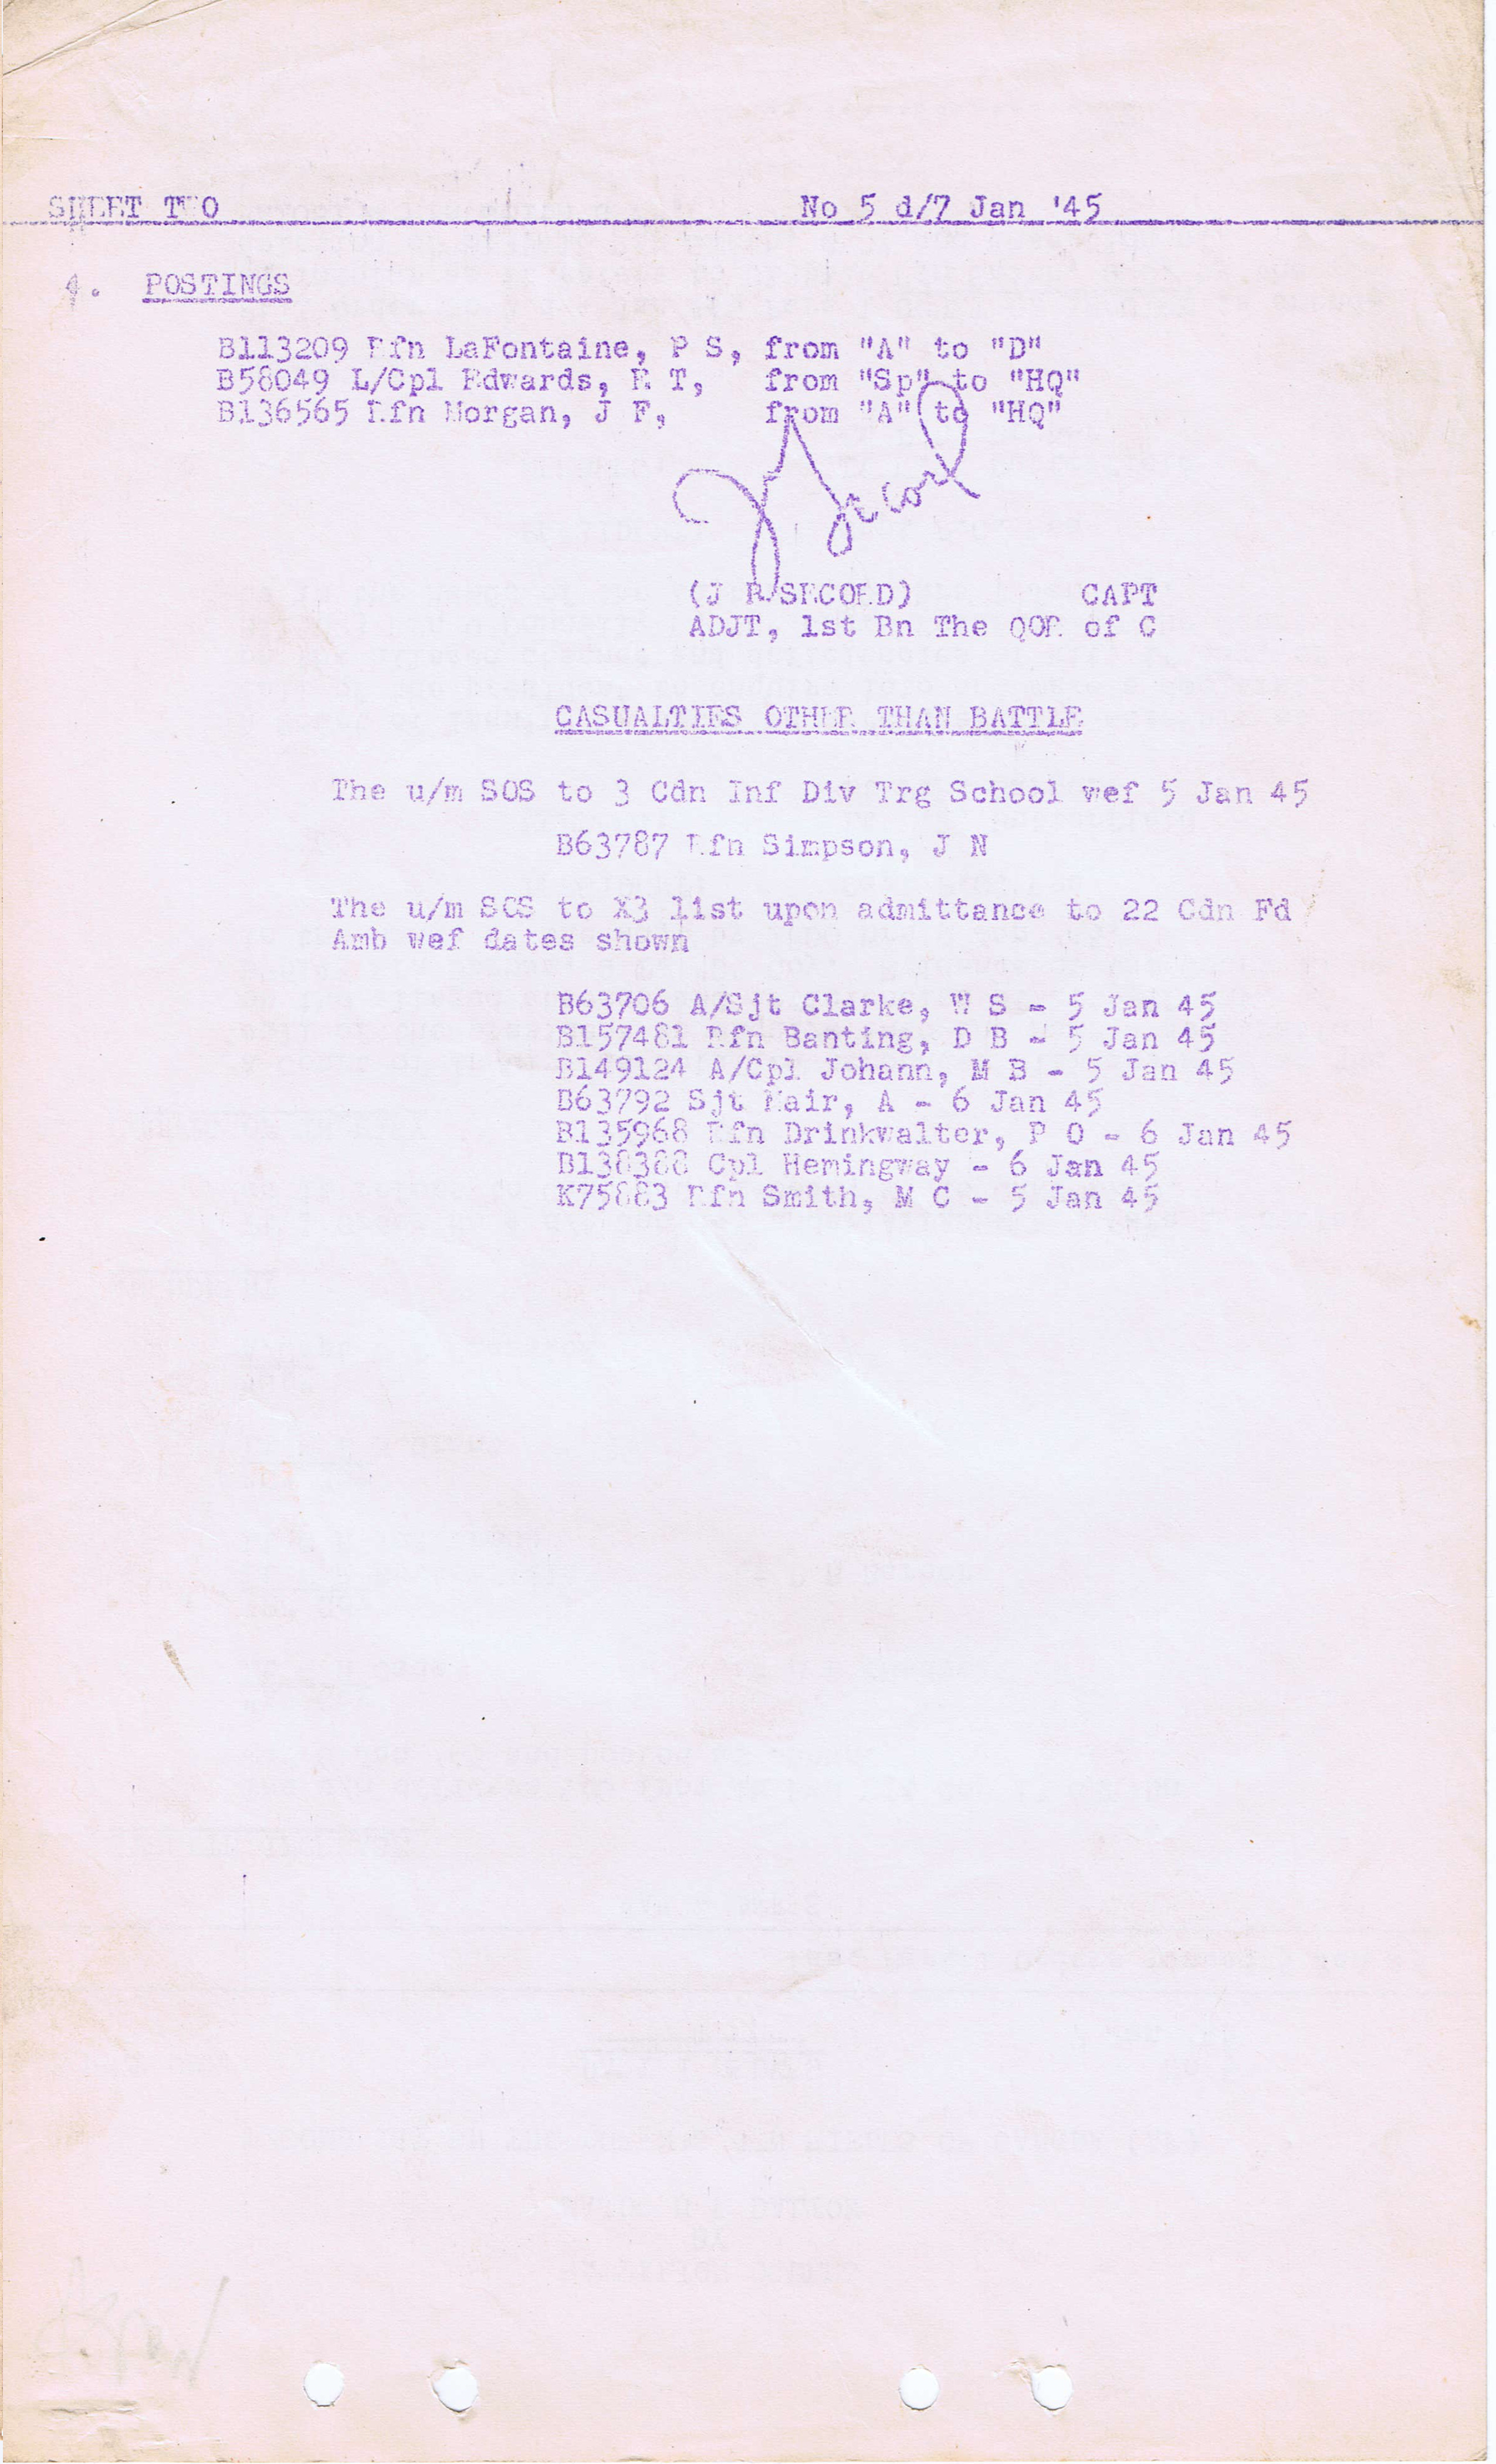 SHEET TWO No 5 d/7 Jan '45
4. POSTINGS
B113209 Rfn LaFontaine, P S, from "A" to "D"
B58049 L/Cpl Edwards, E T, from "Sp" to "HQ"
B136565 Rfn Morgan, J F, from "A" to "HQ"
(J R SECORD) CAPT
ADJT, 1st Bn The QOR of C
CASUALTIES OTHER THAN BATTLE
The u/m SOS to 3 Cdn Inf Div Trg School wef 5 Jan 45
B63787 Rfn Simpson, J N
The u/m SOS to X3 list upon admittance to 22 Cdn Fd
Amb wef dates shown
B63706 A/Sjt Clarke, W S - 5 Jan 45
B157481 Rfn Banting, D B - 5 Jan 45
B149124 A/Cpl Johann, M B - 5 Jan 45
B63792 Sjt Mair, A - 6 Jan 45
B135968 Rfn Drinkwalter, P O - 6 Jan 45
B138388 Cpl Hemingway - 6 Jan 45
K75883 Rfn Smith, M C - 5 Jan 45